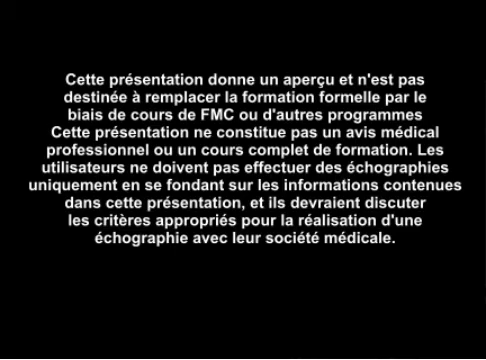 Cette présentation donne un aperçu et n'est pas
destinée à remplacer la formation formelle par le
biais de cours de FMC ou d'autres programmes
Cette présentation ne constitue pas un avis médical
professionnel ou un cours complet de formation. Les
utilisateurs ne doivent pas effectuer des échographies
uniquement en se fondant sur les informations contenues
dans cette présentation, et ils devraient discuter
les critères appropriés pour la réalisation d'une
échographie avec leur société médicale.